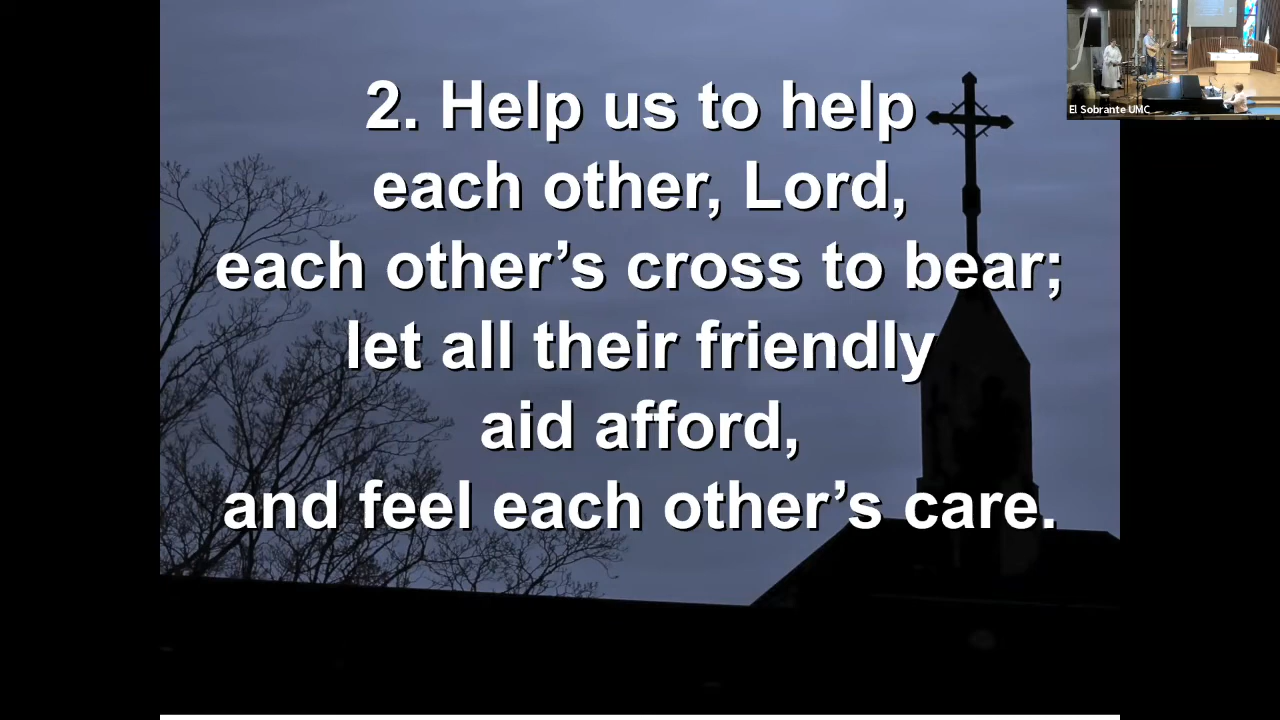 2. Help us to help
each other, Lord,
each other’s cross to bear;
let all their friendly
aid afford,
and feel each other’s care.
El Sobrante UMC